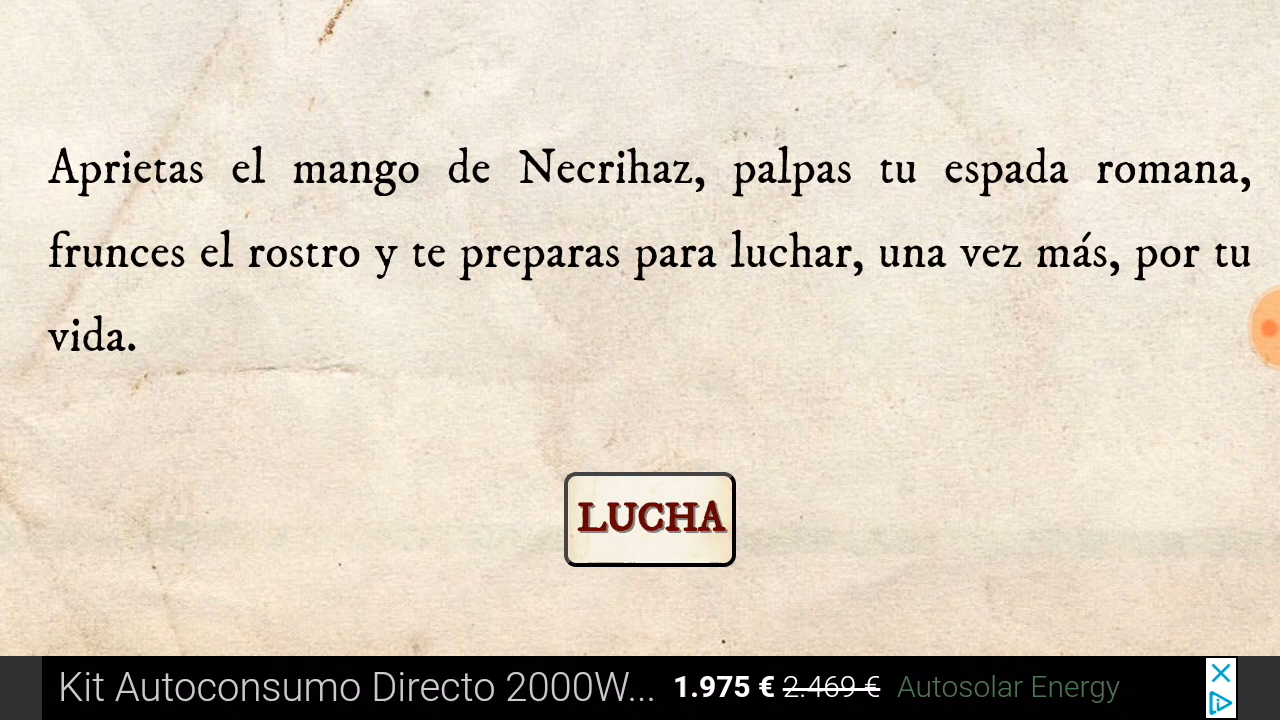 Aprietas el mango de Necrihaz, palpas tu espada romana,
frunces el rostro y te preparas para luchar, una vez más, por tu
vida.
LUCHA
Kit Autoconsumo Directo 2000W... 1.975 € 2.469 € Autosolar Energy